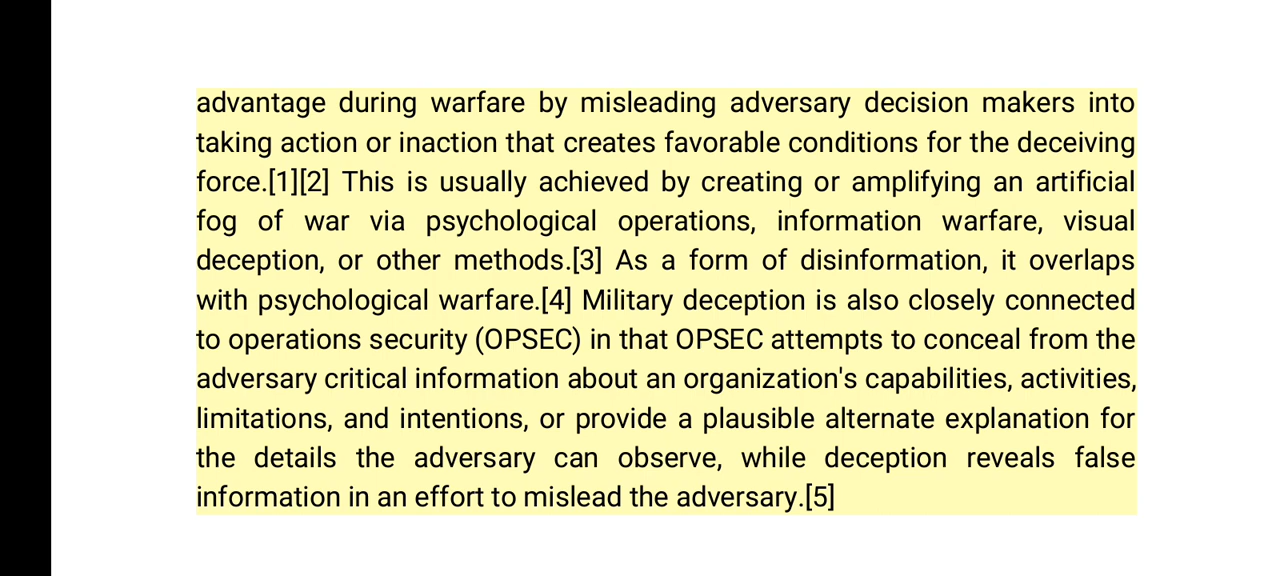 advantage during warfare by misleading adversary decision makers into
taking action or inaction that creates favorable conditions for the deceiving
force.[1][2] This is usually achieved by creating or amplifying an artificial
fog of war via psychological operations, information warfare, visual
deception, or other methods.[3] As a form of disinformation, it overlaps
with psychological warfare.[4] Military deception is also closely connected
to operations security (OPSEC) in that OPSEC attempts to conceal from the
adversary critical information about an organization's capabilities, activities,
limitations, and intentions, or provide a plausible alternate explanation for
the details the adversary can observe, while deception reveals false
information in an effort to mislead the adversary.[5]